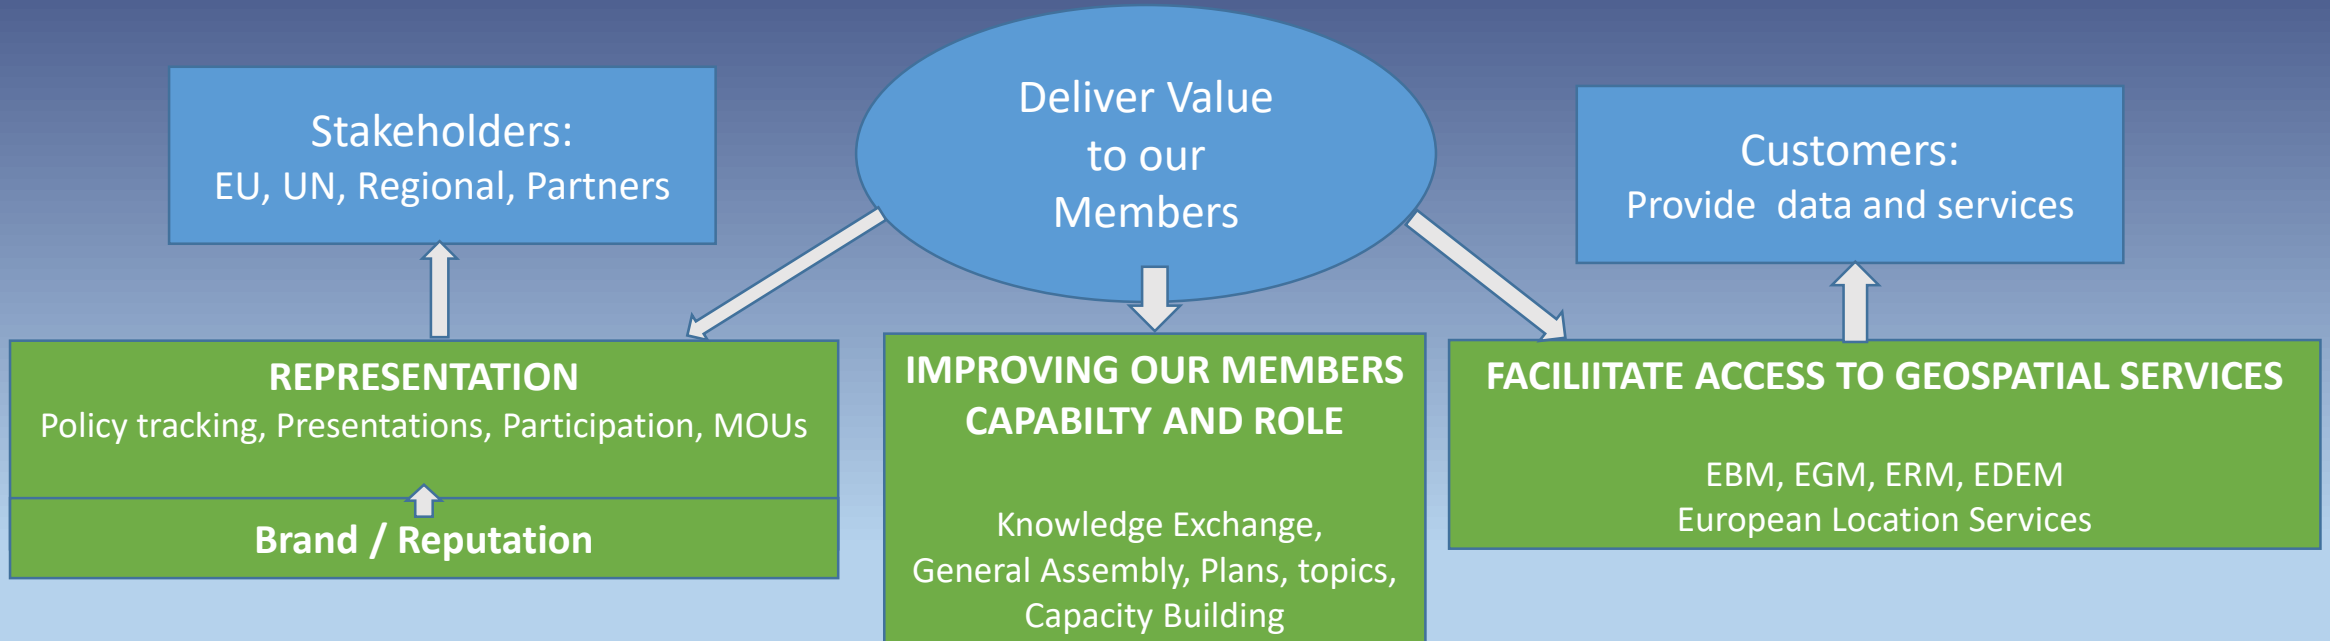 Stakeholders:
EU, UN, Regional, Partners
Deliver Value
to our
Members
Customers:
Provide  data and services
REPRESENTATION
Policy tracking, Presentations, Participation, MOUs
Brand / Reputation
IMPROVING OUR MEMBERS
CAPABILTY AND ROLE
Knowledge Exchange,
General Assembly, Plans, topics,
Capacity Building
FACILIITATE ACCESS TO GEOSPATIAL SERVICES
EBM, EGM, ERM, EDEM
European Location Services